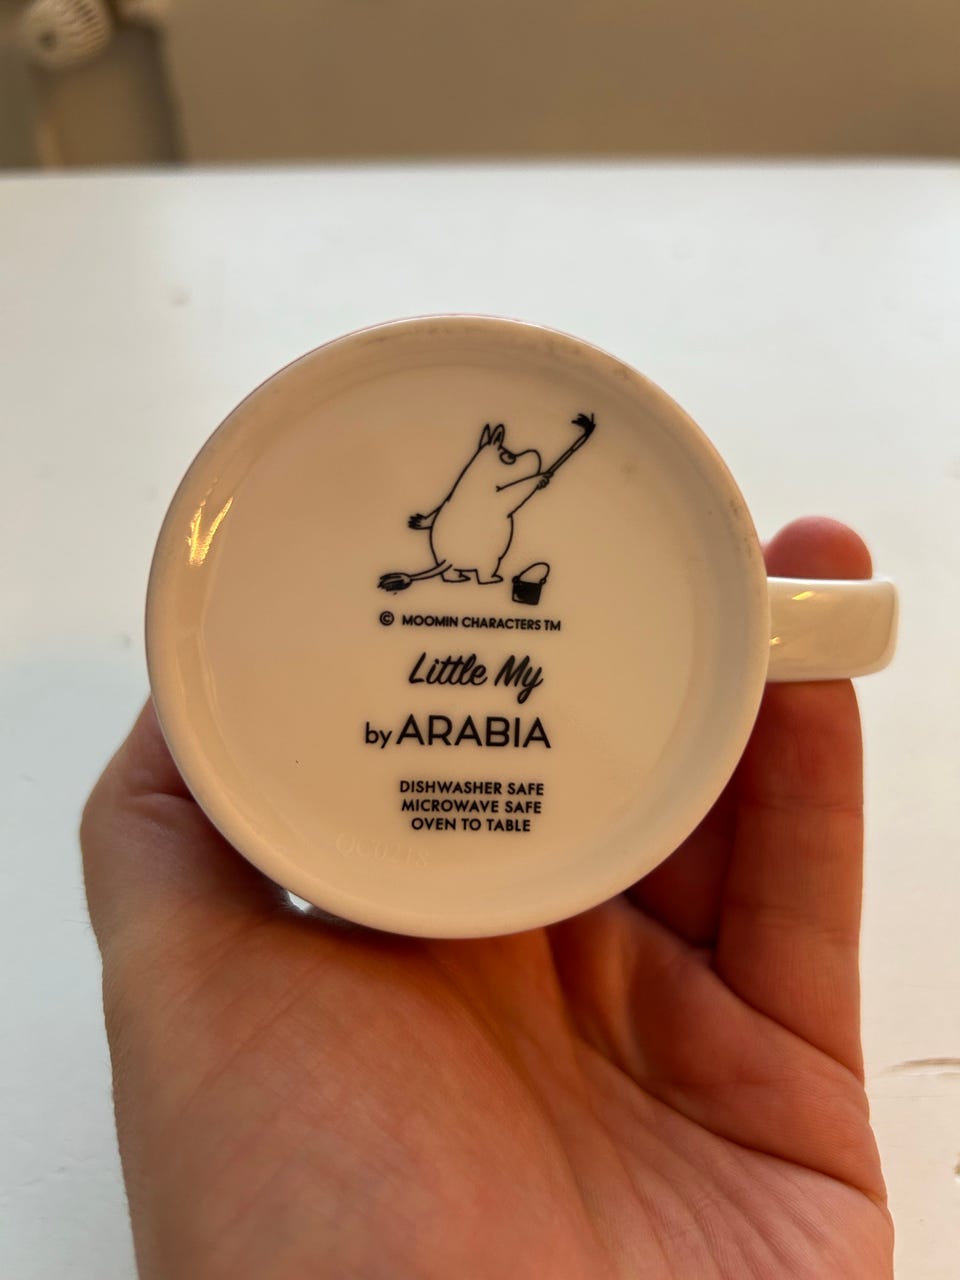 © MOOMIN CHARACTERS TM
Little My
by ARABIA
DISHWASHER SAFE
MICROWAVE SAFE
OVEN TO TABLE